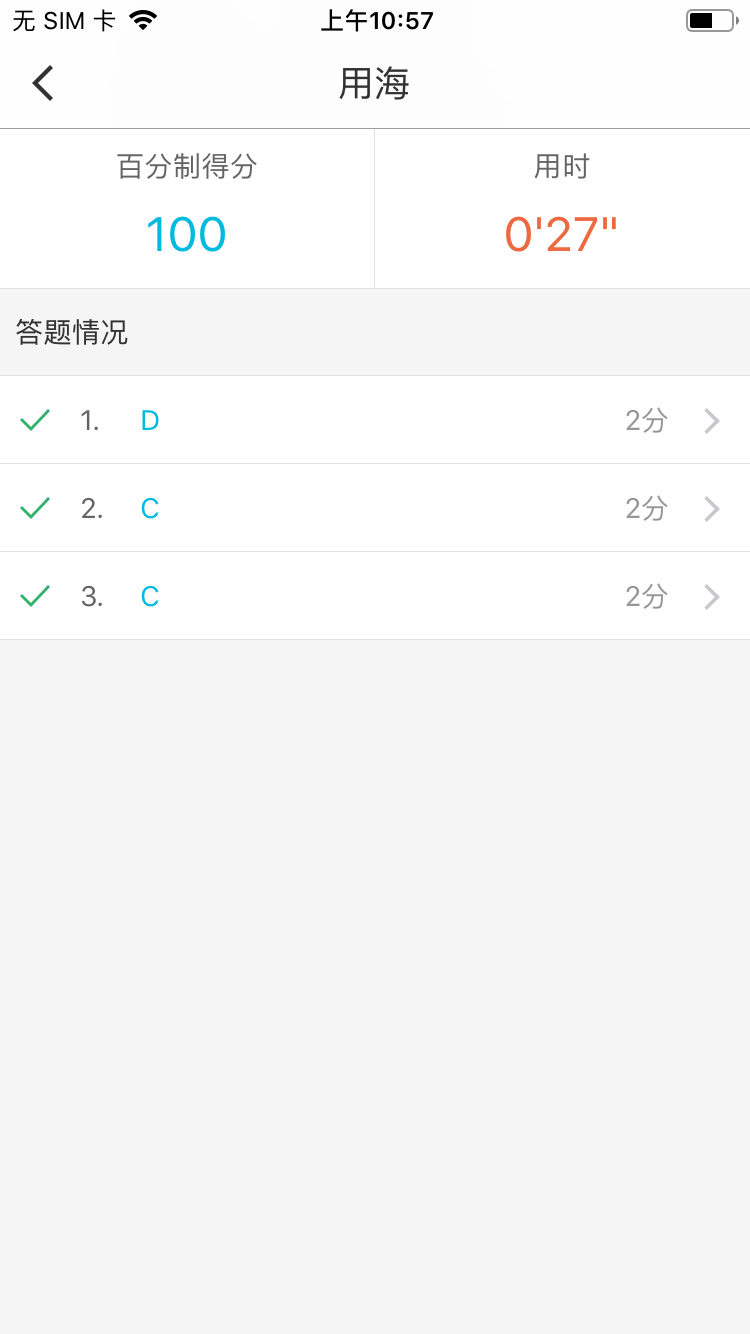 无 SIM 卡 上午10:57
用海
百分制得分 用时
100 0'27"
答题情况
1. D 2分
2. C 2分
3. C 2分